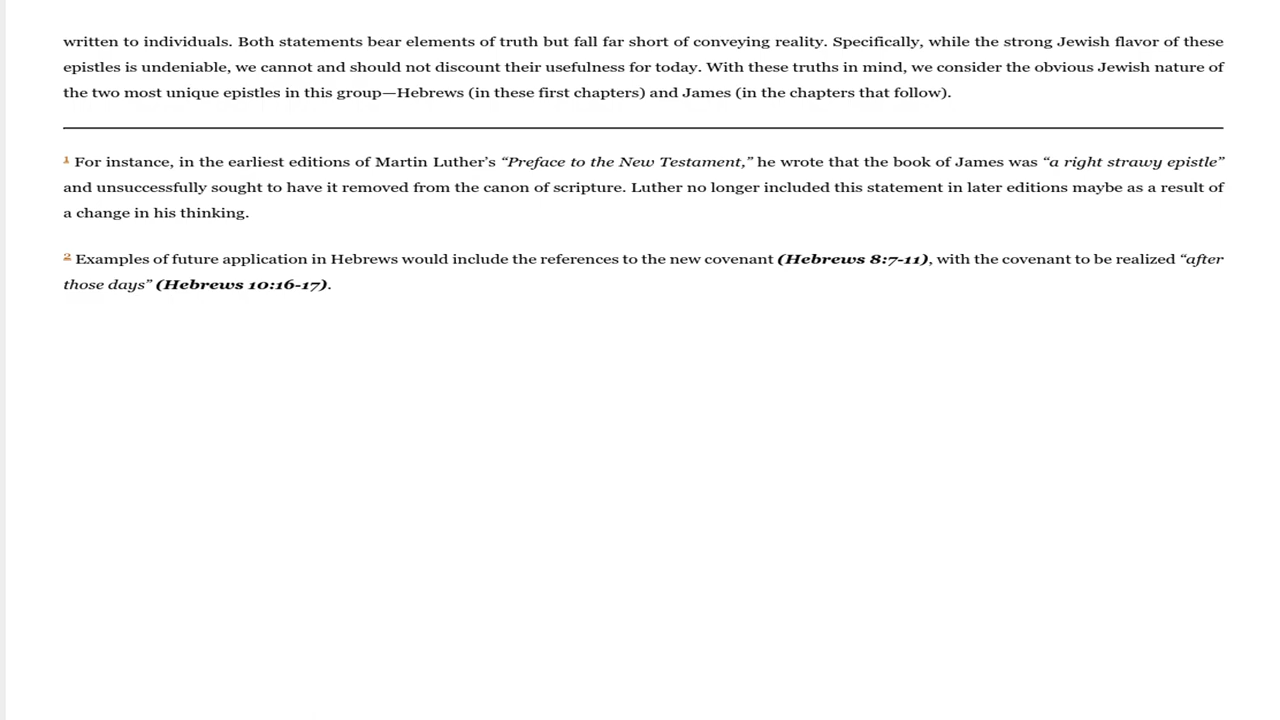 written to individuals. Both statements bear elements of truth but fall far short of conveying reality. Specifically, while the strong Jewish flavor of these
epistles is undeniable, we cannot and should not discount their usefulness for today. With these truths in mind, we consider the obvious Jewish nature of
the two most unique epistles in this group—Hebrews (in these first chapters) and James (in the chapters that follow).
1 For instance, in the earliest editions of Martin Luther’s “Preface to the New Testament,” he wrote that the book of James was “a right strawy epistle”
and unsuccessfully sought to have it removed from the canon of scripture. Luther no longer included this statement in later editions maybe as a result of
a change in his thinking.
2 Examples of future application in Hebrews would include the references to the new covenant (Hebrews 8:7-11), with the covenant to be realized “after
those days” (Hebrews 10:16-17).